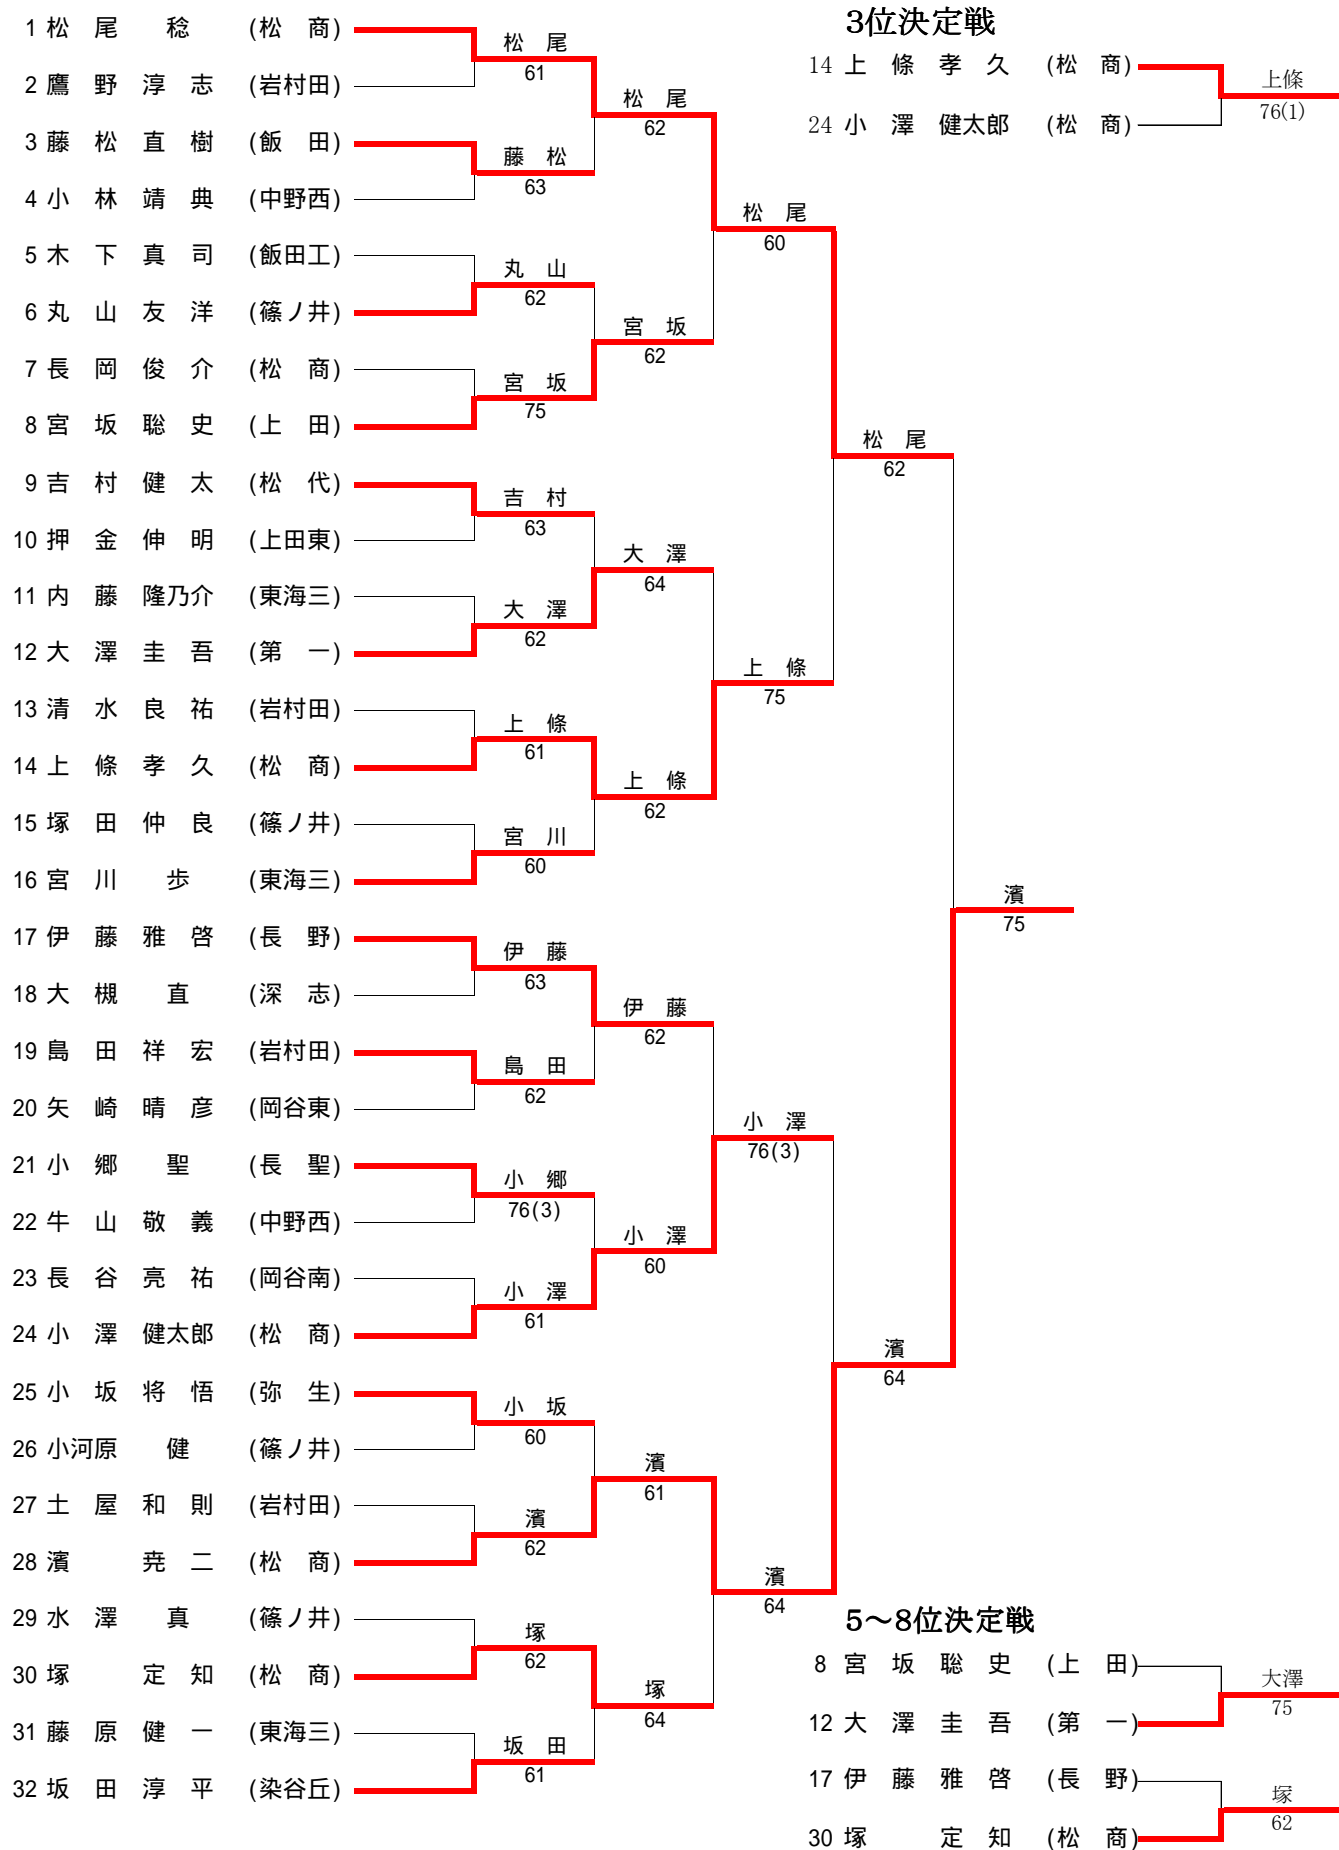 1 松 尾 稔 (松 商)
2 鷹 野 淳 志 (岩村田)
3 藤 松 直 樹 (飯 田)
4 小 林 靖 典 (中野西)
5 木 下 真 司 (飯田工)
6 丸 山 友 洋 (篠ノ井)
7 長 岡 俊 介 (松 商)
8 宮 坂 聡 史 (上 田)
9 吉 村 健 太 (松 代)
10 押 金 伸 明 (上田東)
11 内 藤 隆乃介 (東海三)
12 大 澤 圭 吾 (第 一)
13 清 水 良 祐 (岩村田)
14 上 條 孝 久 (松 商)
15 塚 田 仲 良 (篠ノ井)
16 宮 川 歩 (東海三)
17 伊 藤 雅 啓 (長 野)
18 大 槻 直 (深 志)
19 島 田 祥 宏 (岩村田)
20 矢 崎 晴 彦 (岡谷東)
21 小 郷 聖 (長 聖)
22 牛 山 敬 義 (中野西)
23 長 谷 亮 祐 (岡谷南)
24 小 澤 健太郎 (松 商)
25 小 坂 将 悟 (弥 生)
26 小河原 健 (篠ノ井)
27 土 屋 和 則 (岩村田)
28 濱 尭 二 (松 商)
29 水 澤 真 (篠ノ井)
30 塚 定 知 (松 商)
31 藤 原 健 一 (東海三)
32 坂 田 淳 平 (染谷丘)
松 尾
61
藤 松
63
丸 山
62
宮 坂
75
吉 村
63
大 澤
62
上 條
61
宮 川
60
伊 藤
63
島 田
62
小 郷
76(3)
小 澤
61
小 坂
60
濱
62
塚
62
坂 田
61
松 尾
62
宮 坂
62
大 澤
64
上 條
62
伊 藤
62
小 澤
60
濱
61
塚
64
松 尾
60
上 條
75
小 澤
76(3)
濱
64
松 尾
62
濱
64
濱
75
3位決定戦
14 上 條 孝 久 (松 商)
24 小 澤 健太郎 (松 商)
上條
76(1)
5～8位決定戦
8 宮 坂 聡 史 (上 田)
12 大 澤 圭 吾 (第 一)
大澤
75
17 伊 藤 雅 啓 (長 野)
30 塚 定 知 (松 商)
塚
62